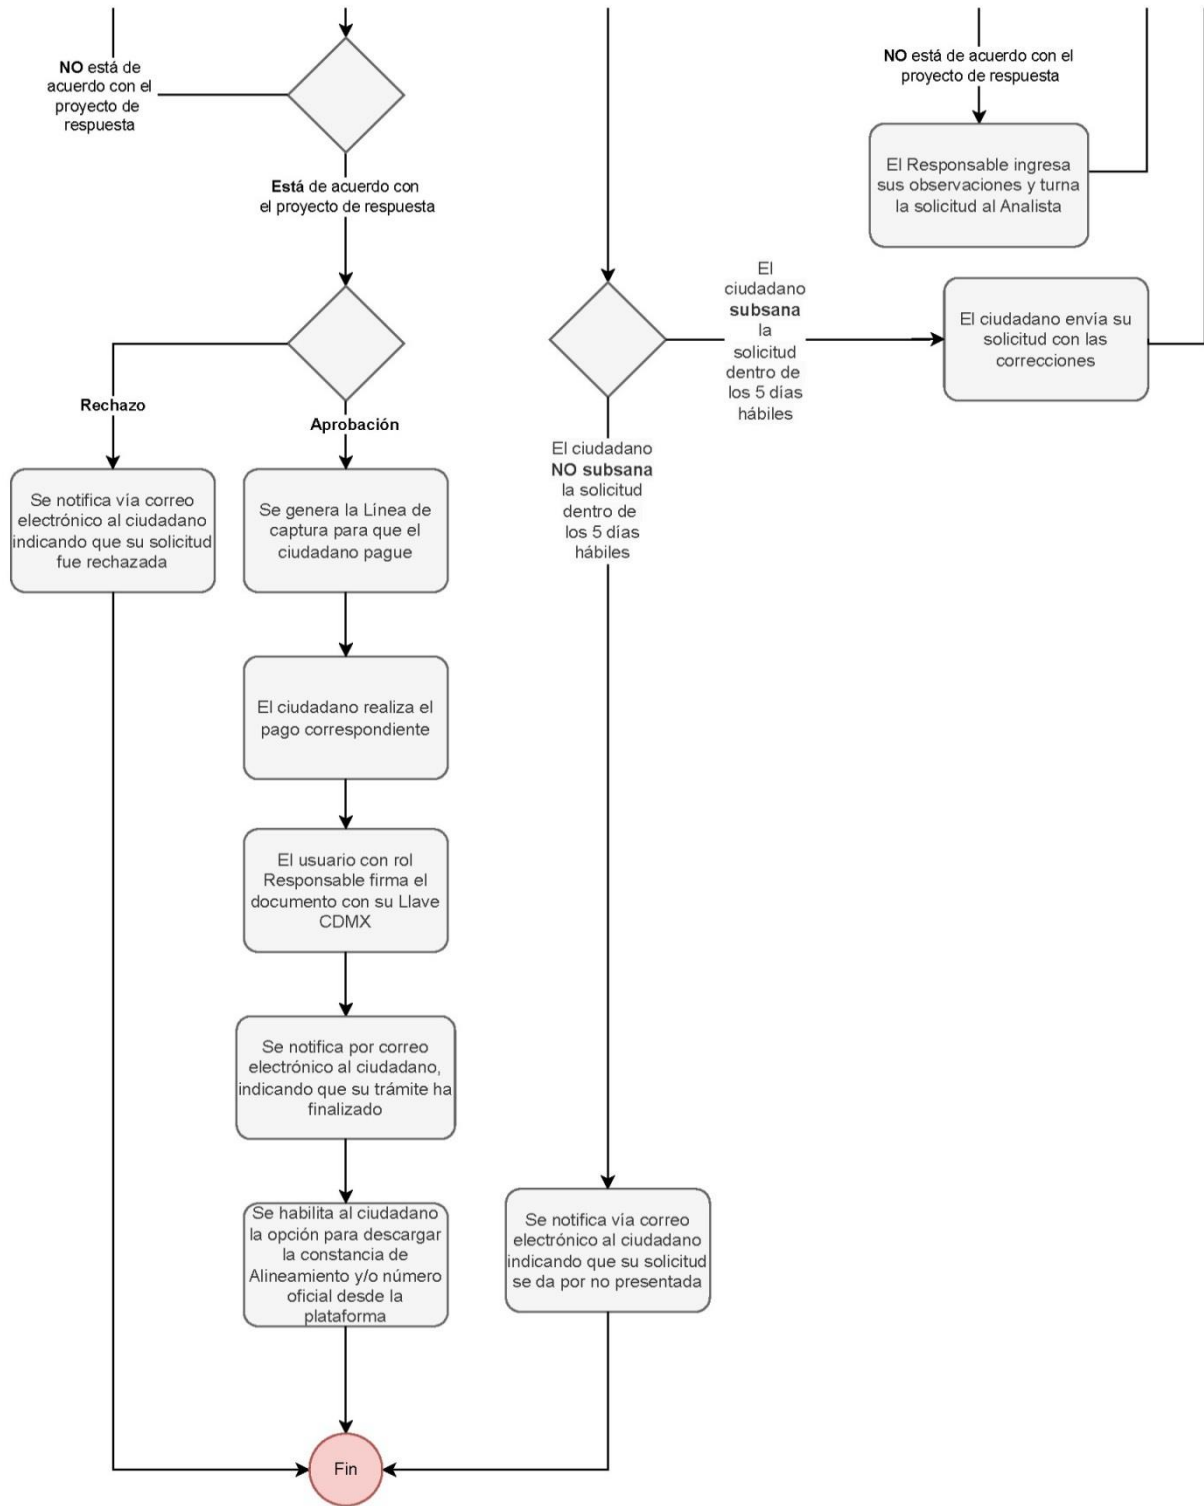 NO está de
acuerdo con el
proyecto de
respuesta
Está de acuerdo con
el proyecto de respuesta
Rechazo
Aprobación
Se notifica vía correo
electrónico al ciudadano
indicando que su solicitud
fue rechazada
Se genera la Línea de
captura para que el
ciudadano pague
El ciudadano realiza el
pago correspondiente
El usuario con rol
Responsable firma el
documento con su Llave
CDMX
Se notifica por correo
electrónico al ciudadano,
indicando que su trámite ha
finalizado
Se habilita al ciudadano
la opción para descargar
la constancia de
Alineamiento y/o número
oficial desde la
plataforma
NO está de acuerdo con el
proyecto de respuesta
El Responsable ingresa
sus observaciones y turna
la solicitud al Analista
El
ciudadano
subsana
la
solicitud
dentro de
los 5 días
hábiles
El ciudadano envía su
solicitud con las
correcciones
El ciudadano
NO subsana
la solicitud
dentro de
los 5 días
hábiles
Se notifica vía correo
electrónico al ciudadano
indicando que su solicitud
se da por no presentada
Fin